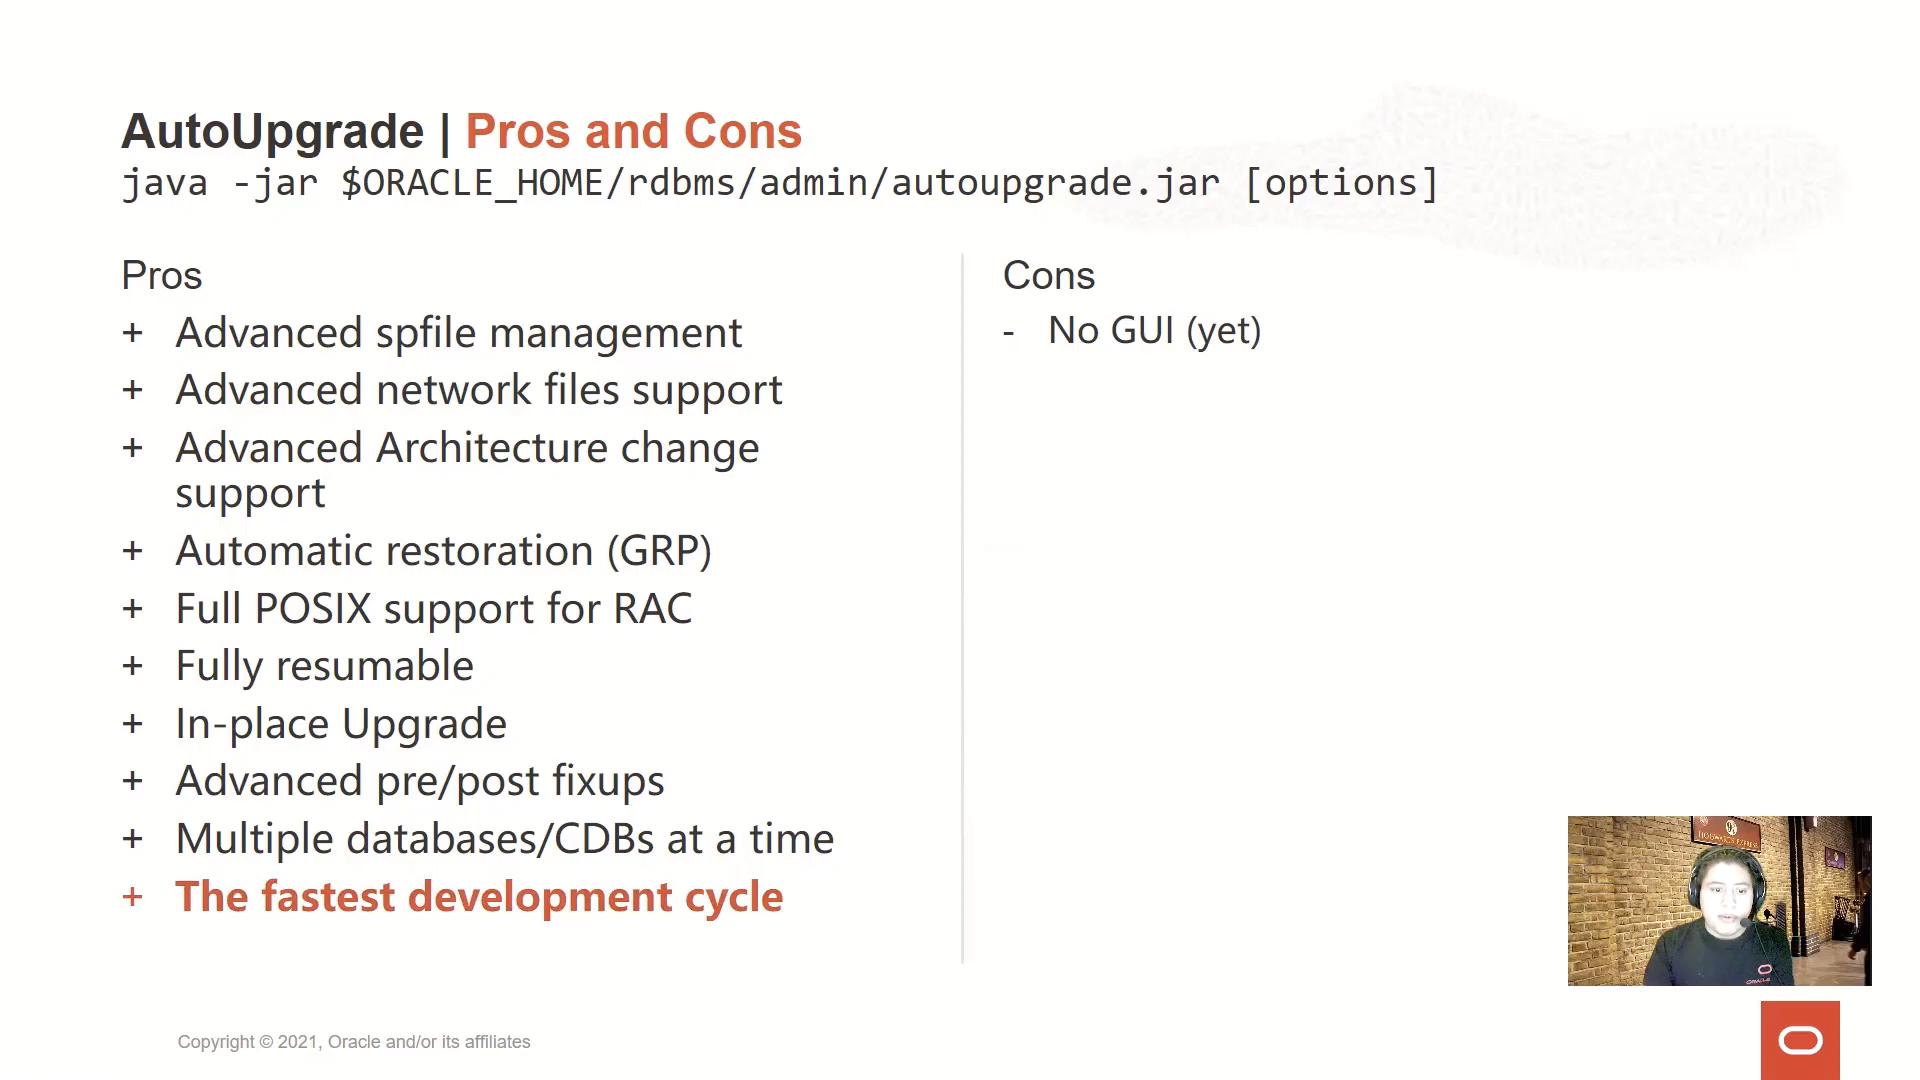 AutoUpgrade | Pros and Cons
java -jar $ORACLE_HOME/rdbms/admin/autoupgrade.jar [options]
Pros
+ Advanced spfile management
+ Advanced network files support
+ Advanced Architecture change
support
+ Automatic restoration (GRP)
+ Full POSIX support for RAC
+ Fully resumable
+ In-place Upgrade
+ Advanced pre/post fixups
+ Multiple databases/CDBs at a time
+ The fastest development cycle
Cons
- No GUI (yet)
HOGWARTS EXPRESS
ORACLE
Copyright © 2021, Oracle and/or its affiliates